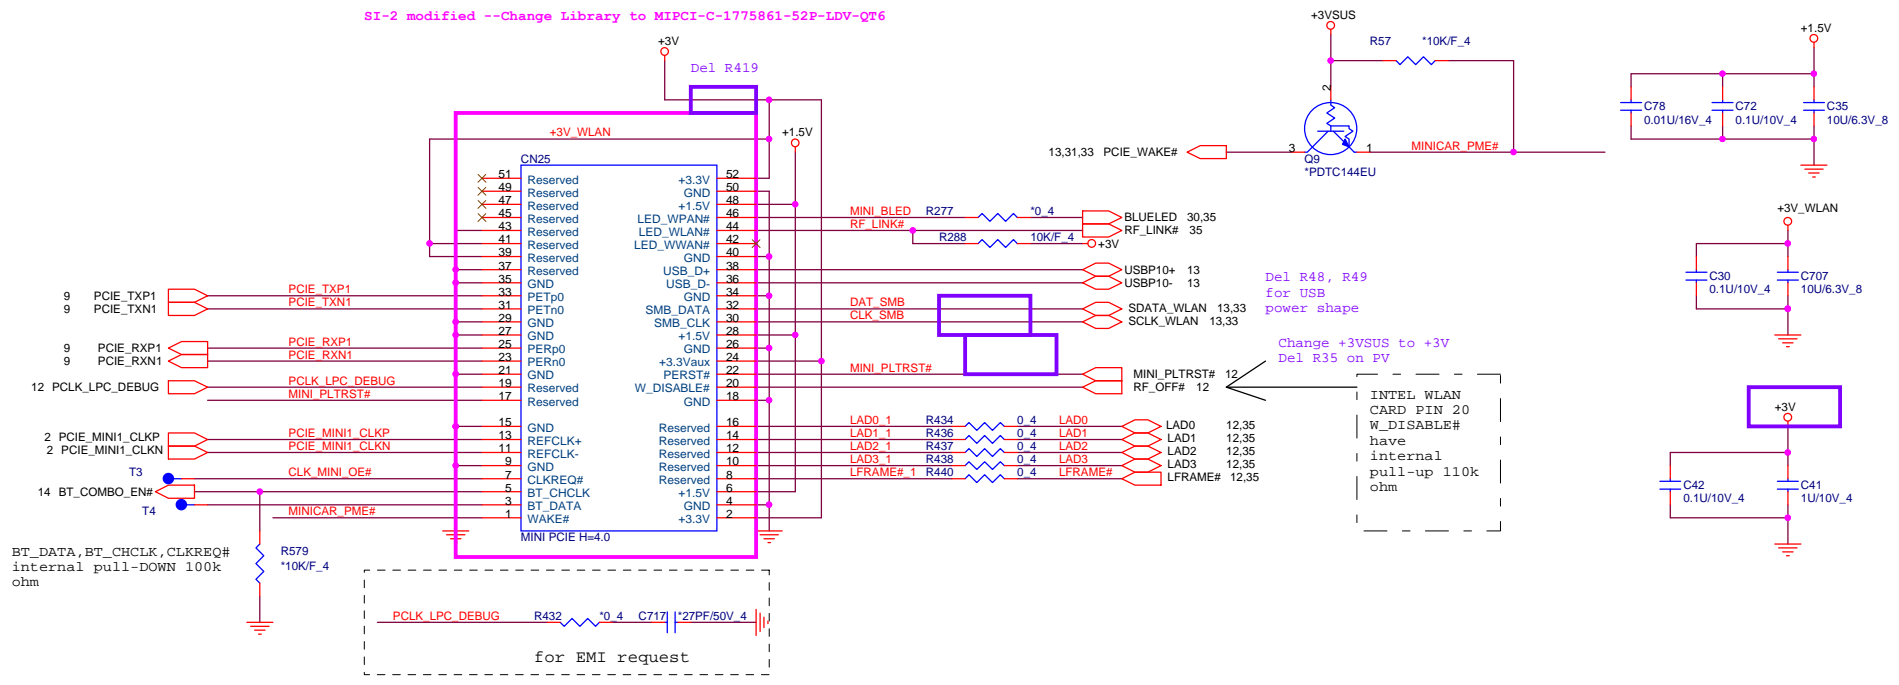 SI-2 modified --Change Library to MIPCI-C-1775861-52P-LDV-QT6
+3V
Del R419
+3V_WLAN
+1.5V
CN25
51 Reserved +3.3V 52
49 Reserved GND 50
47 Reserved +1.5V 48
45 Reserved LED_WPAN# 46 MINI_BLED R277 *0_4 BLUELED 30,35
43 Reserved LED_WLAN# 44 RF_LINK# RF_LINK# 35
41 Reserved LED_WWAN# 42 R288 10K/F_4 +3V
39 Reserved GND 40
37 Reserved USB_D+ 38 USBP10+ 13
35 GND USB_D- 36 USBP10- 13
9 PCIE_TXP1 PCIE_TXP1 33 PETp0 GND 34
9 PCIE_TXN1 PCIE_TXN1 31 PETn0 SMB_DATA 32 DAT_SMB SDATA_WLAN 13,33
29 GND SMB_CLK 30 CLK_SMB SCLK_WLAN 13,33
27 GND +1.5V 28
9 PCIE_RXP1 PCIE_RXP1 25 PERp0 GND 26
9 PCIE_RXN1 PCIE_RXN1 23 PERn0 +3.3Vaux 24
21 GND PERST# 22 MINI_PLTRST# MINI_PLTRST# 12
12 PCLK_LPC_DEBUG PCLK_LPC_DEBUG 19 Reserved W_DISABLE# 20 RF_OFF# 12
MINI_PLTRST# 17 Reserved GND 18
15 GND Reserved 16 LAD0_1 R434 0_4 LAD0 LAD0 12,35
2 PCIE_MINI1_CLKP PCIE_MINI1_CLKP 13 REFCLK+ Reserved 14 LAD1_1 R436 0_4 LAD1 LAD1 12,35
2 PCIE_MINI1_CLKN PCIE_MINI1_CLKN 11 REFCLK- Reserved 12 LAD2_1 R437 0_4 LAD2 LAD2 12,35
9 GND Reserved 10 LAD3_1 R438 0_4 LAD3 LAD3 12,35
T3 CLK_MINI_OE# 7 CLKREQ# Reserved 8 LFRAME#_1 R440 0_4 LFRAME# LFRAME# 12,35
14 BT_COMBO_EN# 5 BT_CHCLK +1.5V 6
T4 3 BT_DATA GND 4
MINICAR_PME# 1 WAKE# +3.3V 2
MINI PCIE H=4.0
BT_DATA,BT_CHCLK,CLKREQ#
internal pull-DOWN 100k
ohm
R579
*10K/F_4
PCLK_LPC_DEBUG R432 *0_4 C717 *27PF/50V_4
for EMI request
+3VSUS
R57 *10K/F_4
2
13,31,33 PCIE_WAKE# 3 1 MINICAR_PME#
Q9
*PDTC144EU
Del R48, R49
for USB
power shape
Change +3VSUS to +3V
Del R35 on PV
INTEL WLAN
CARD PIN 20
W_DISABLE#
have
internal
pull-up 110k
ohm
+1.5V
C78 C72 C35
0.01U/16V_4 0.1U/10V_4 10U/6.3V_8
+3V_WLAN
C30 C707
0.1U/10V_4 10U/6.3V_8
+3V
C42 C41
0.1U/10V_4 1U/10V_4